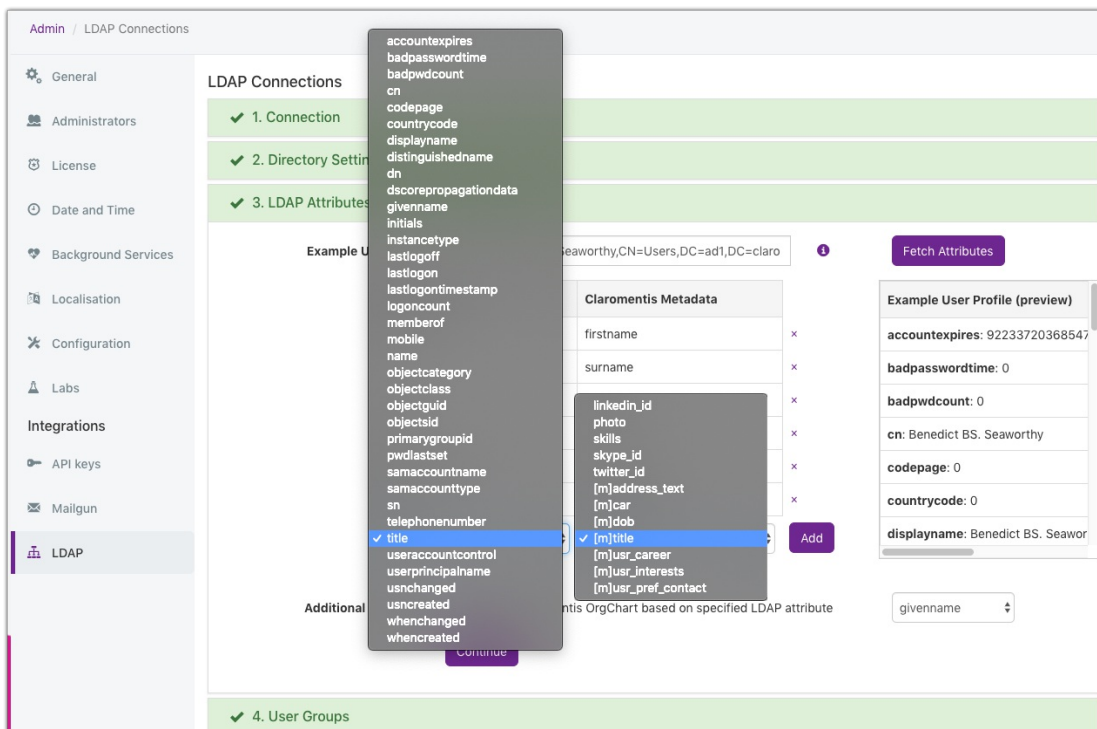 Admin / LDAP Connections
General
Administrators
License
Date and Time
Background Services
Localisation
Configuration
Labs
Integrations
API keys
Mailgun
LDAP
LDAP Connections
1. Connection
2. Directory Settin
3. LDAP Attributes
Example U
Seaworthy,CN=Users,DC=ad1,DC=claro
Fetch Attributes
accountexpires
badpasswordtime
badpwdcount
cn
codepage
countrycode
displayname
distinguishedname
dn
dscorepropagationdata
givenname
initials
instancetype
lastlogoff
lastlogon
lastlogontimestamp
logoncount
memberof
mobile
name
objectcategory
objectclass
objectguid
objectsid
primarygroupid
pwdlastset
samaccountname
samaccounttype
sn
telephonenumber
✓ title
useraccountcontrol
userprincipalname
usnchanged
usncreated
whenchanged
whencreated
Claromentis Metadata
firstname
surname
linkedin_id
photo
skills
skype_id
twitter_id
[m]address_text
[m]car
[m]dob
✓ [m]title
[m]usr_career
[m]usr_interests
[m]usr_pref_contact
Add
Example User Profile (preview)
accountexpires: 92233720368547
badpasswordtime: 0
badpwdcount: 0
cn: Benedict BS. Seaworthy
codepage: 0
countrycode: 0
displayname: Benedict BS. Seawor
Additional
ntis OrgChart based on specified LDAP attribute
givenname
Continue
4. User Groups